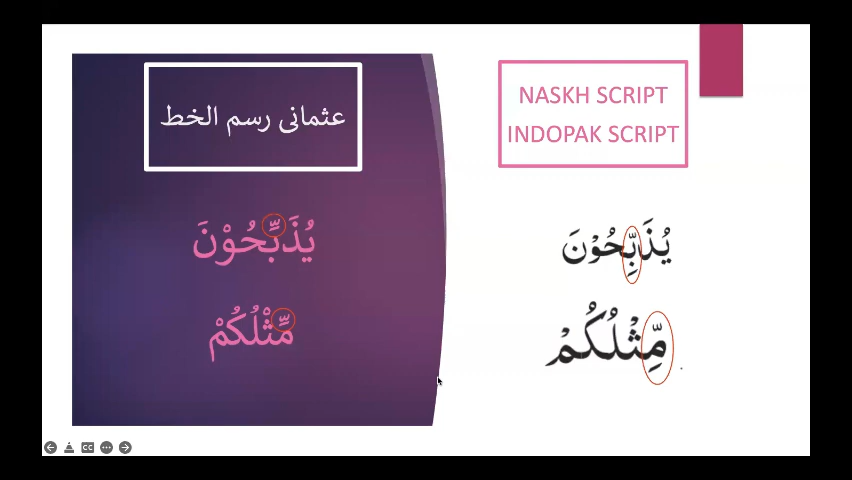 عثمانی رسم الخط
يُذَبِّحُوْنَ
مِّثْلُكُمْ
NASKH SCRIPT
INDOPAK SCRIPT
يُذَبِّحُوْنَ
مِّثْلُكُمْ